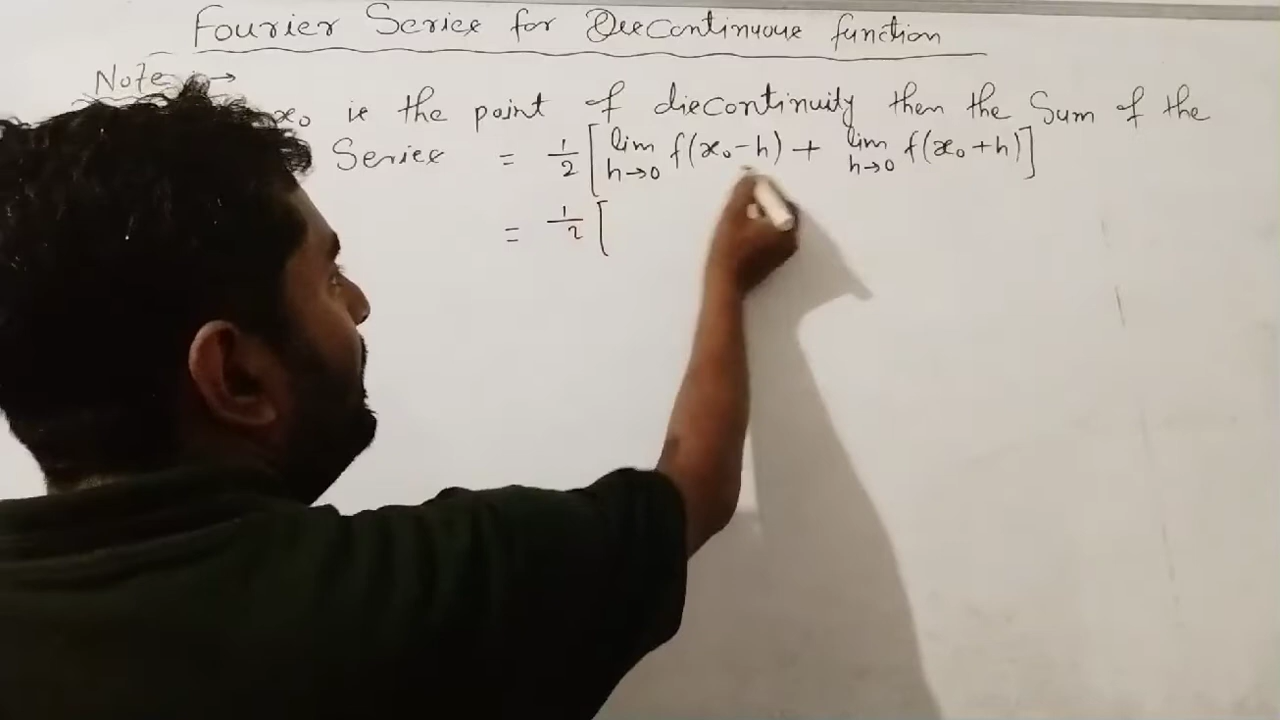 Fourier Series for Discontinuous function
Note :→
x₀ is the point of discontinuity then the Sum of the
Series = 1/2 [ lim h→0 f(x₀-h) + lim h→0 f(x₀+h) ]
= 1/2 [